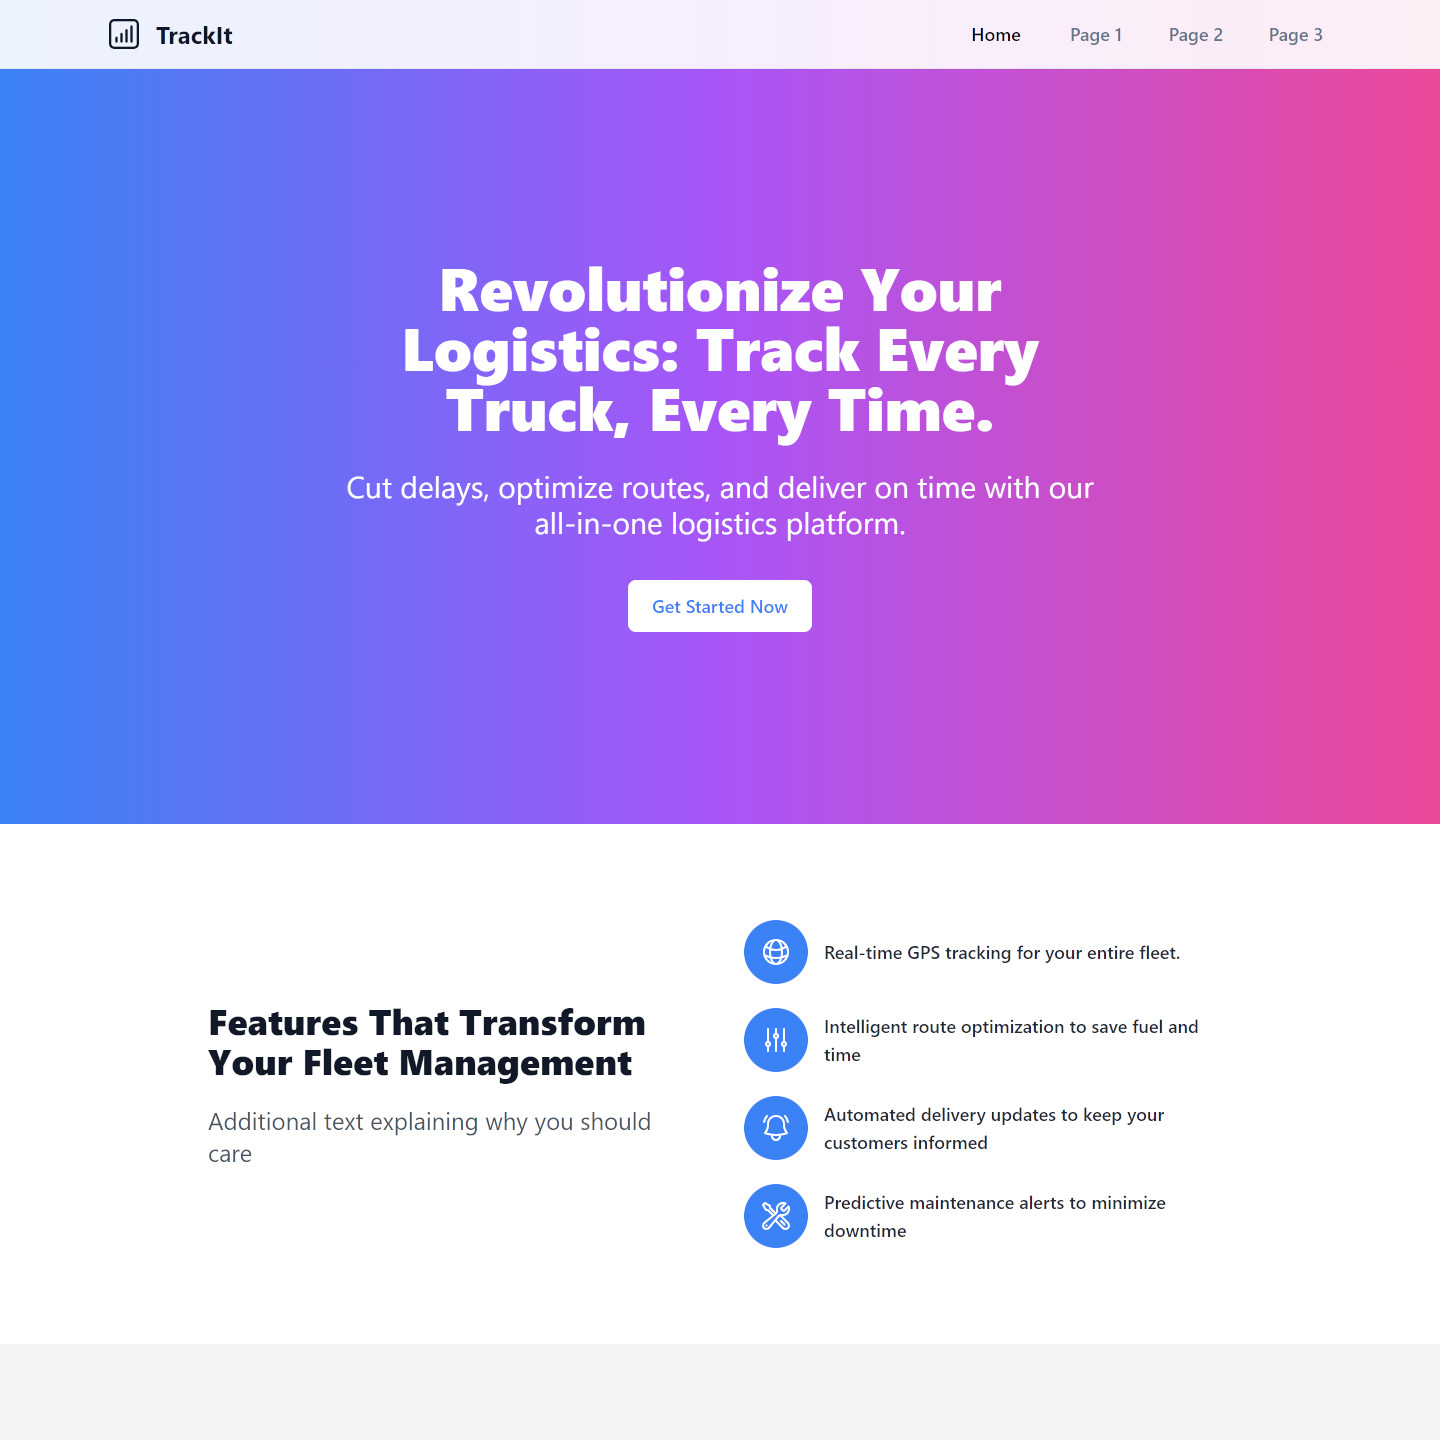 TrackIt
Home
Page 1
Page 2
Page 3
Revolutionize Your
Logistics: Track Every
Truck, Every Time.
Cut delays, optimize routes, and deliver on time with our
all-in-one logistics platform.
Get Started Now
Features That Transform
Your Fleet Management
Additional text explaining why you should
care
Real-time GPS tracking for your entire fleet.
Intelligent route optimization to save fuel and
time
Automated delivery updates to keep your
customers informed
Predictive maintenance alerts to minimize
downtime